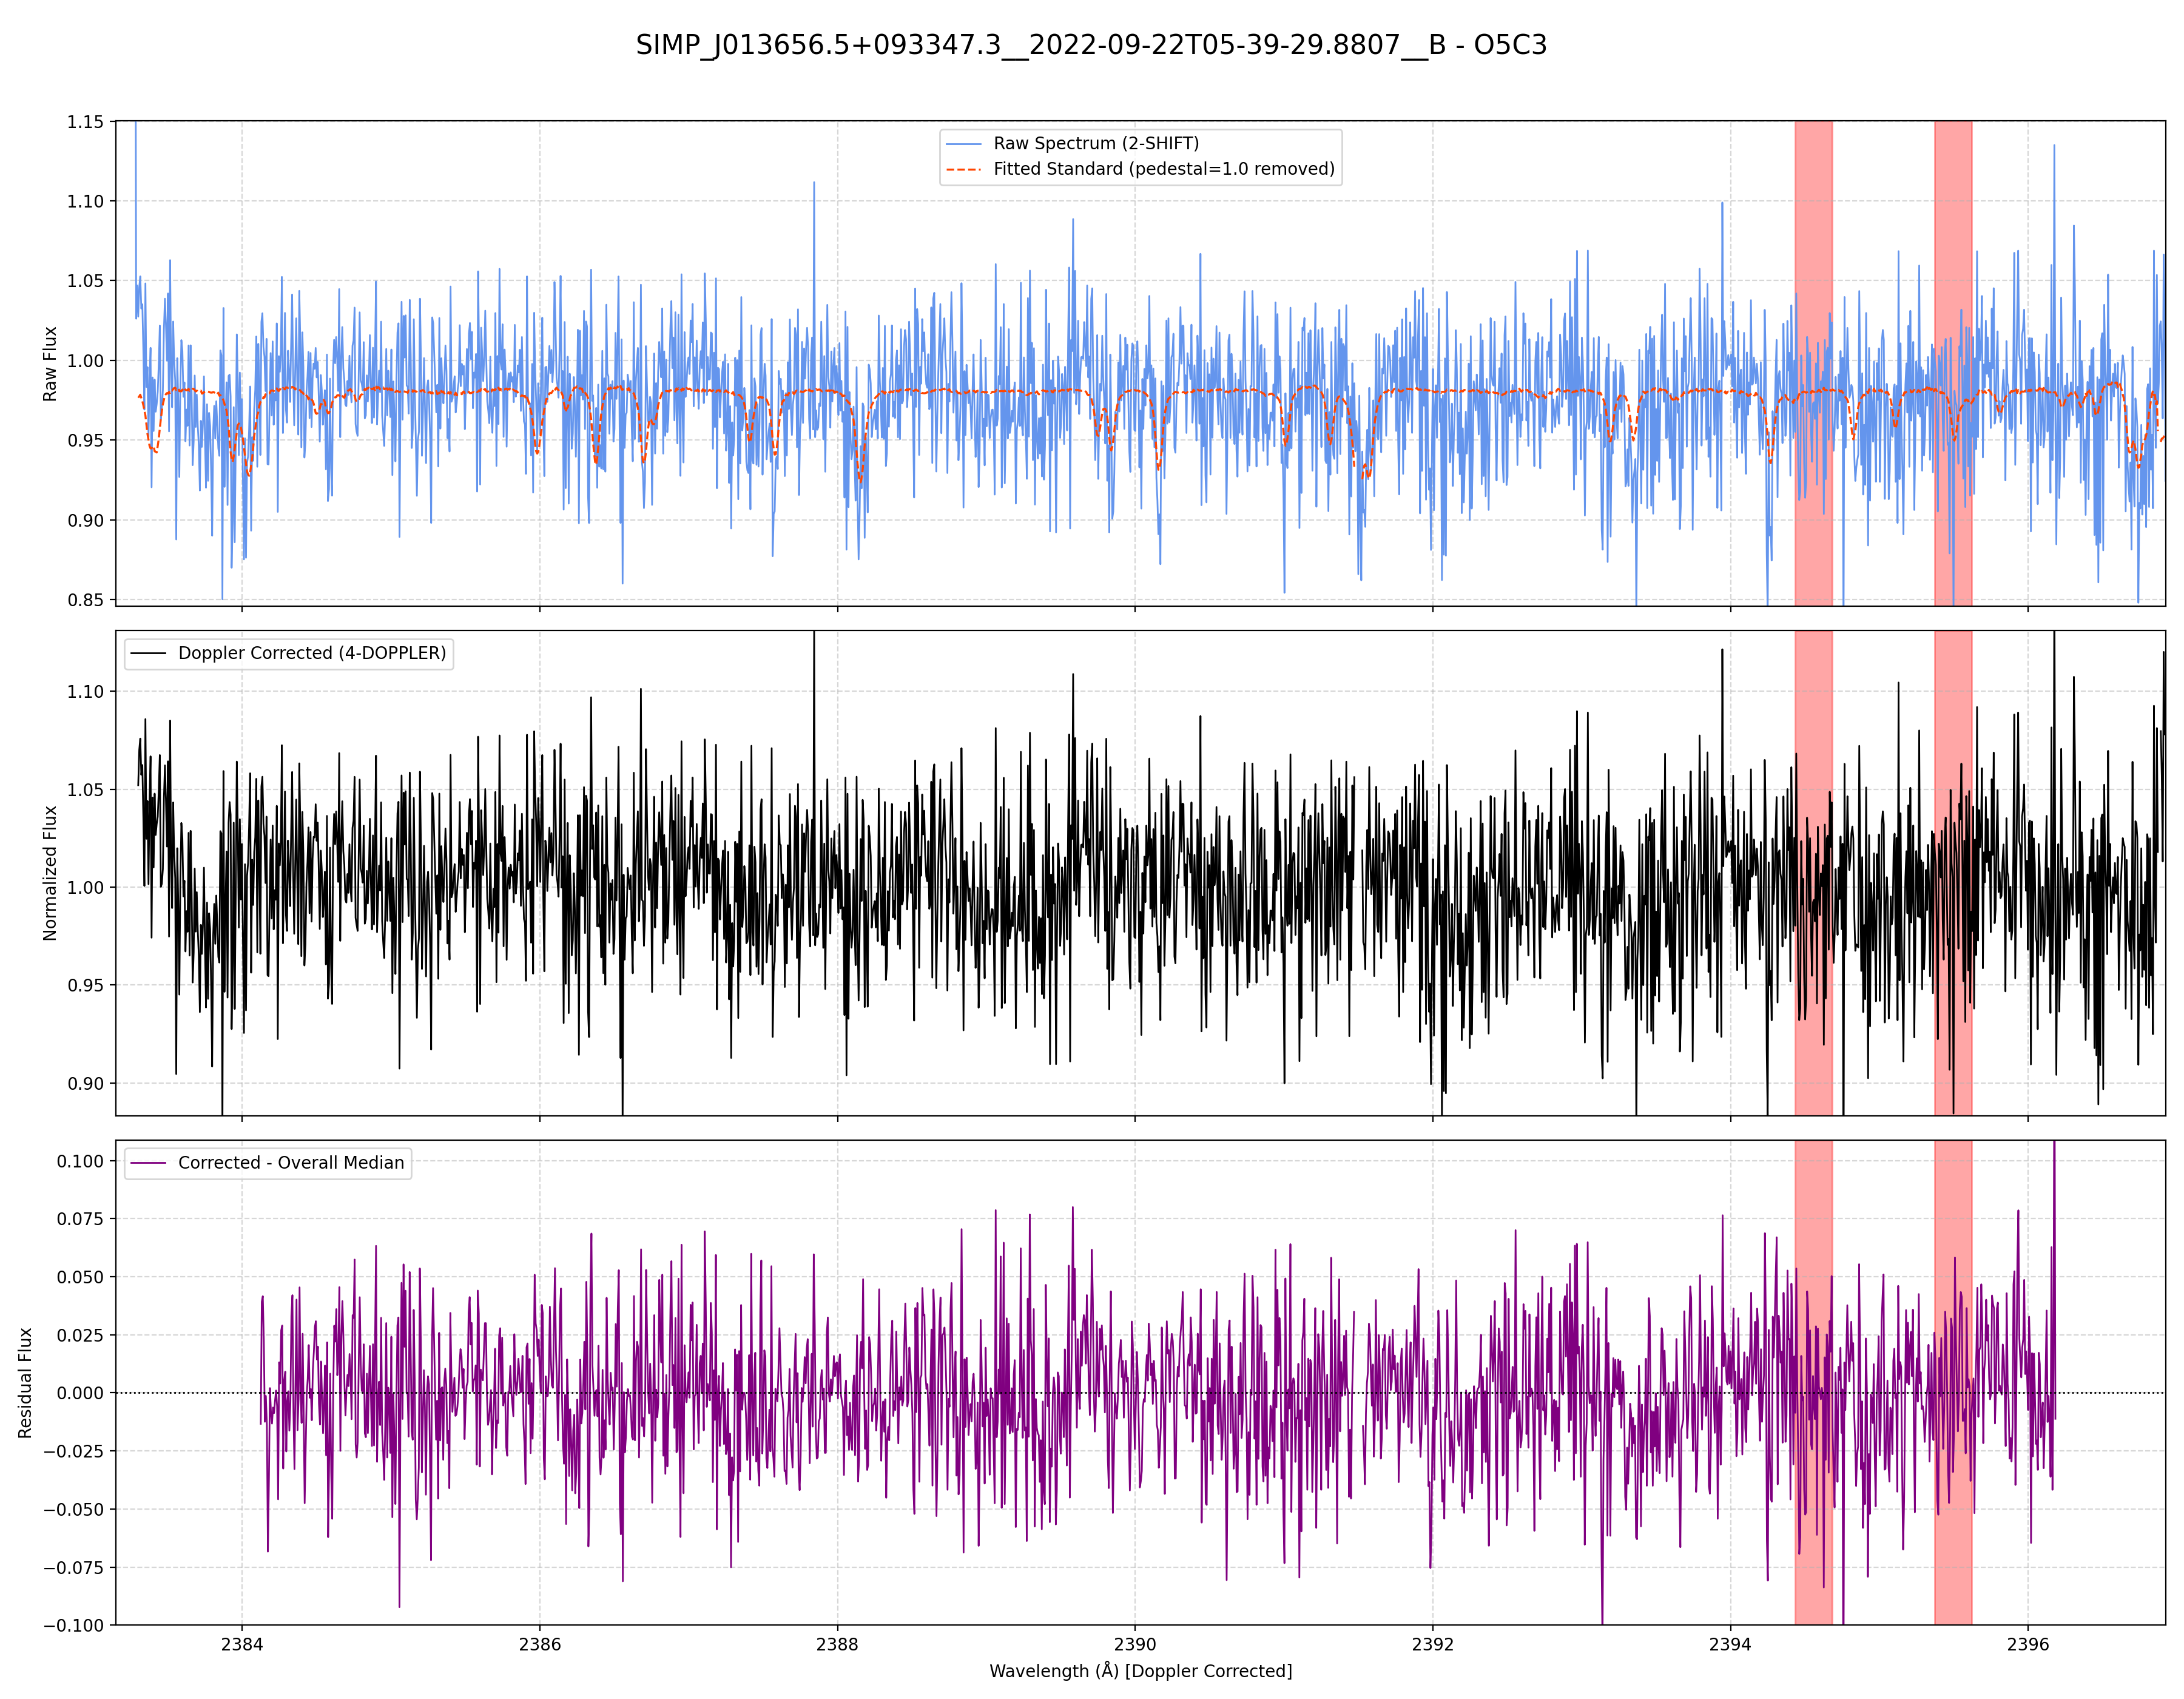 SIMP_J013656.5+093347.3__2022-09-22T05-39-29.8807__B - O5C3
1.15
1.10
1.05
1.00
0.95
0.90
0.85
Raw Flux
Raw Spectrum (2-SHIFT)
Fitted Standard (pedestal=1.0 removed)
1.10
1.05
1.00
0.95
0.90
Normalized Flux
Doppler Corrected (4-DOPPLER)
0.100
0.075
0.050
0.025
0.000
−0.025
−0.050
−0.075
−0.100
Residual Flux
Corrected - Overall Median
2384 2386 2388 2390 2392 2394 2396
Wavelength (Å) [Doppler Corrected]